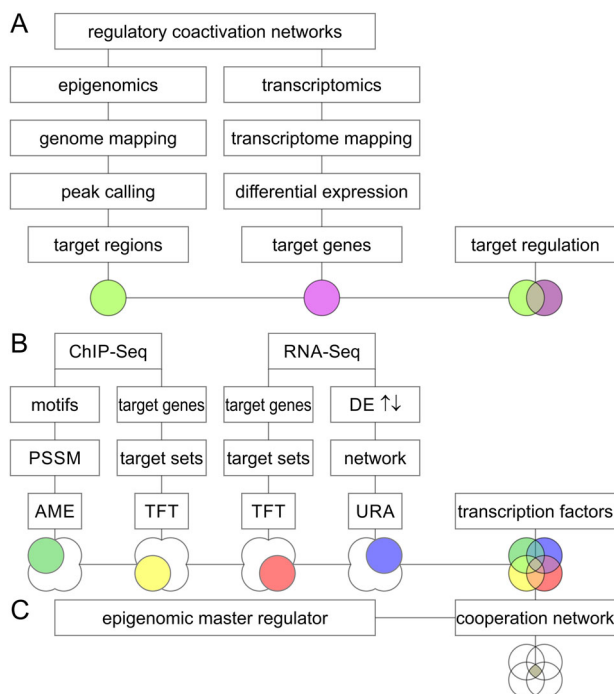 A
regulatory coactivation networks
epigenomics
transcriptomics
genome mapping
transcriptome mapping
peak calling
differential expression
target regions
target genes
target regulation
B
ChIP-Seq
RNA-Seq
motifs
target genes
target genes
DE ↑↓
PSSM
target sets
target sets
network
AME
TFT
TFT
URA
transcription factors
C
epigenomic master regulator
cooperation network